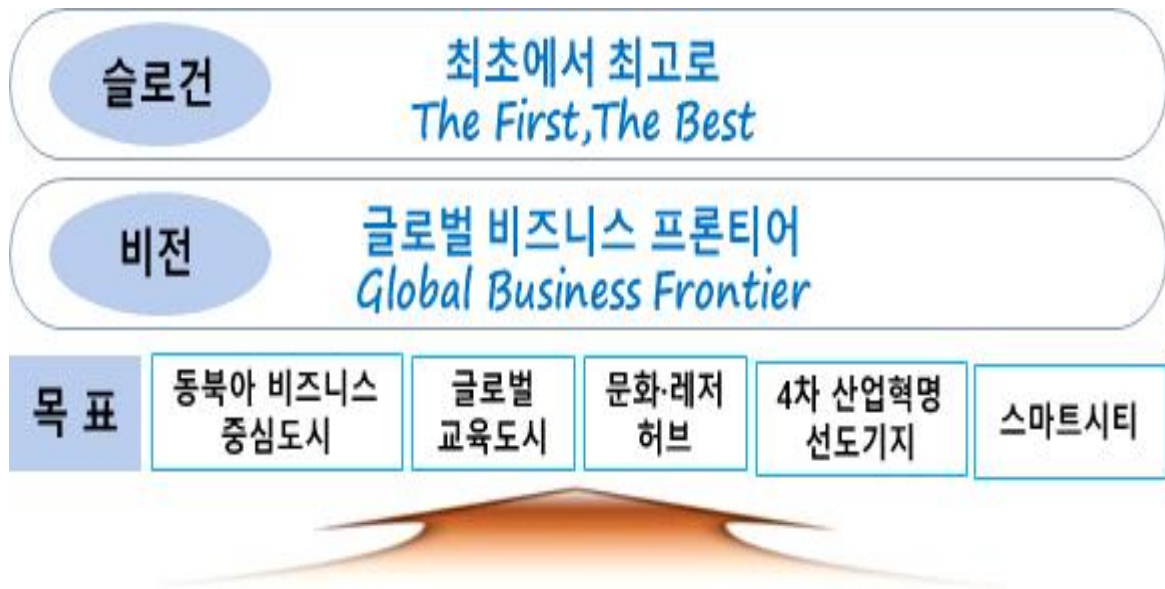 슬로건
최초에서 최고로
The First,The Best
비전
글로벌 비즈니스 프론티어
Global Business Frontier
목 표
동북아 비즈니스
중심도시
글로벌
교육도시
문화·레저
허브
4차 산업혁명
선도기지
스마트시티